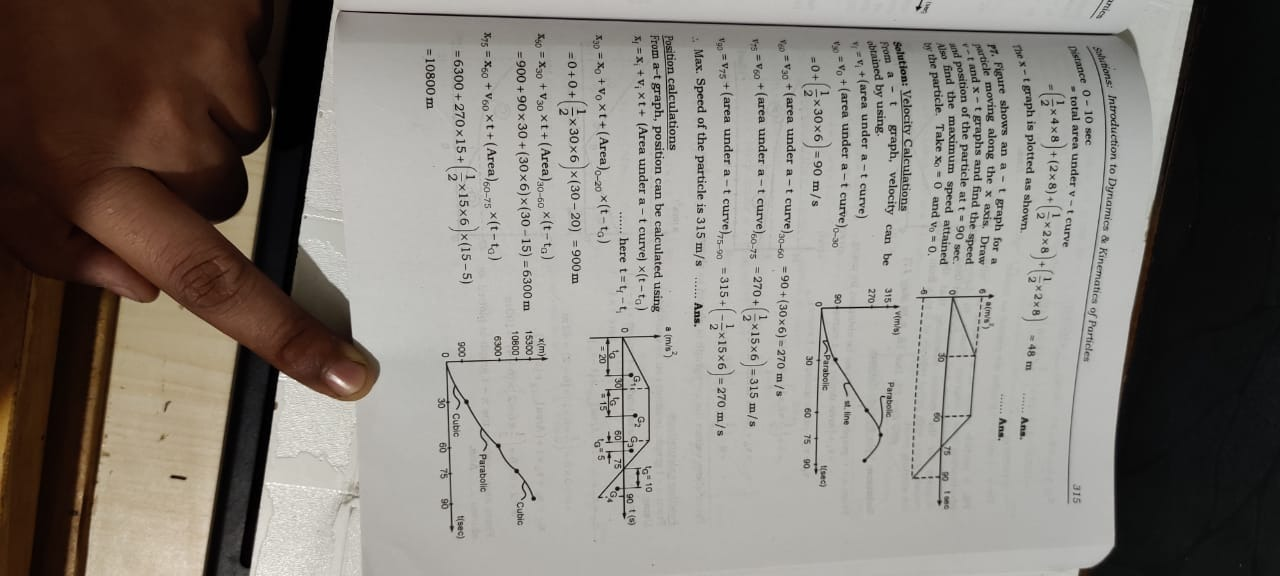 Solutions: Introduction to Dynamics & Kinematics of Particles 315
Distance 0 – 10 sec
= total area under v – t curve
= (1/2 × 4 × 8) + (2×8) + (1/2 × 2×8) + (1/2 × 2×8) = 48 m ...... Ans.
The x – t graph is plotted as shown. ...... Ans.
P7. Figure shows an a – t graph for a
particle moving along the x axis. Draw
v – t and x – t graphs and find the speed
and position of the particle at t = 90 sec.
Also find the maximum speed attained
by the particle. Take x₀ = 0 and v₀ = 0.
a(m/s²)
6
0
-6
30
60
75
90
t sec
Solution: Velocity Calculations
From a – t graph, velocity can be
obtained by using,
vf = vi + (area under a – t curve)
v30 = v0 + (area under a – t curve)0–30
= 0 + (1/2 × 30×6) = 90 m/s
v(m/s)
315
270
90
0
Parabolic
st. line
Parabolic
30
60
75
90
t(sec)
v60 = v30 + (area under a – t curve)30–60 = 90 + (30×6) = 270 m/s
v75 = v60 + (area under a – t curve)60–75 = 270 + (1/2 × 15×6) = 315 m/s
v90 = v75 + (area under a – t curve)75–90 = 315 + (–1/2 × 15×6) = 270 m/s
∴ Max. Speed of the particle is 315 m/s ...... Ans.
Position calculations
From a–t graph, position can be calculated using
xf = xi + vi × t + (Area under a – t curve) × (t – tG)
...... here t = tf – ti
x30 = x0 + v0 × t + (Area)0–20 × (t – tG)
= 0 + 0 + (1/2 × 30×6) × (30 – 20) = 900 m
a (m/s²)
0
G1
G2
G3
G4
tG = 20
30
tG = 15
60
tG = 5
75
tG = 10
90
t (s)
x60 = x30 + v30 × t + (Area)30–60 × (t – tG)
= 900 + 90×30 + (30×6) × (30 – 15) = 6300 m
x75 = x60 + v60 × t + (Area)60–75 × (t – tG)
= 6300 + 270×15 + (1/2 × 15×6) × (15 – 5)
= 10800 m
x(m)
15300
10800
6300
900
0
Cubic
Parabolic
Cubic
30
60
75
90
t(sec)